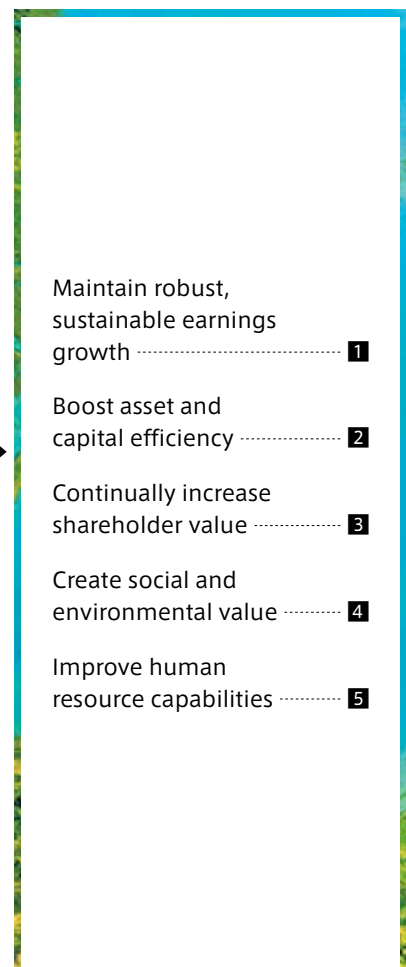 Maintain robust,
sustainable earnings
growth 1
Boost asset and
capital efficiency 2
Continually increase
shareholder value 3
Create social and
environmental value 4
Improve human
resource capabilities 5